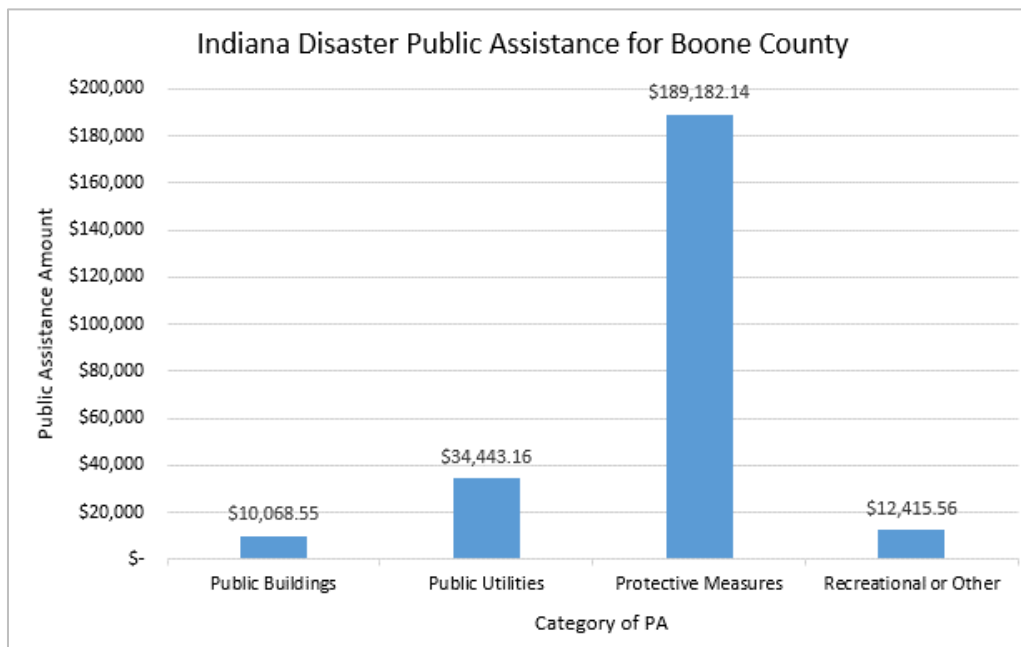 Indiana Disaster Public Assistance for Boone County
Public Assistance Amount
$200,000
$180,000
$160,000
$140,000
$120,000
$100,000
$80,000
$60,000
$40,000
$20,000
$-
$10,068.55
$34,443.16
$189,182.14
$12,415.56
Public Buildings
Public Utilities
Protective Measures
Recreational or Other
Category of PA